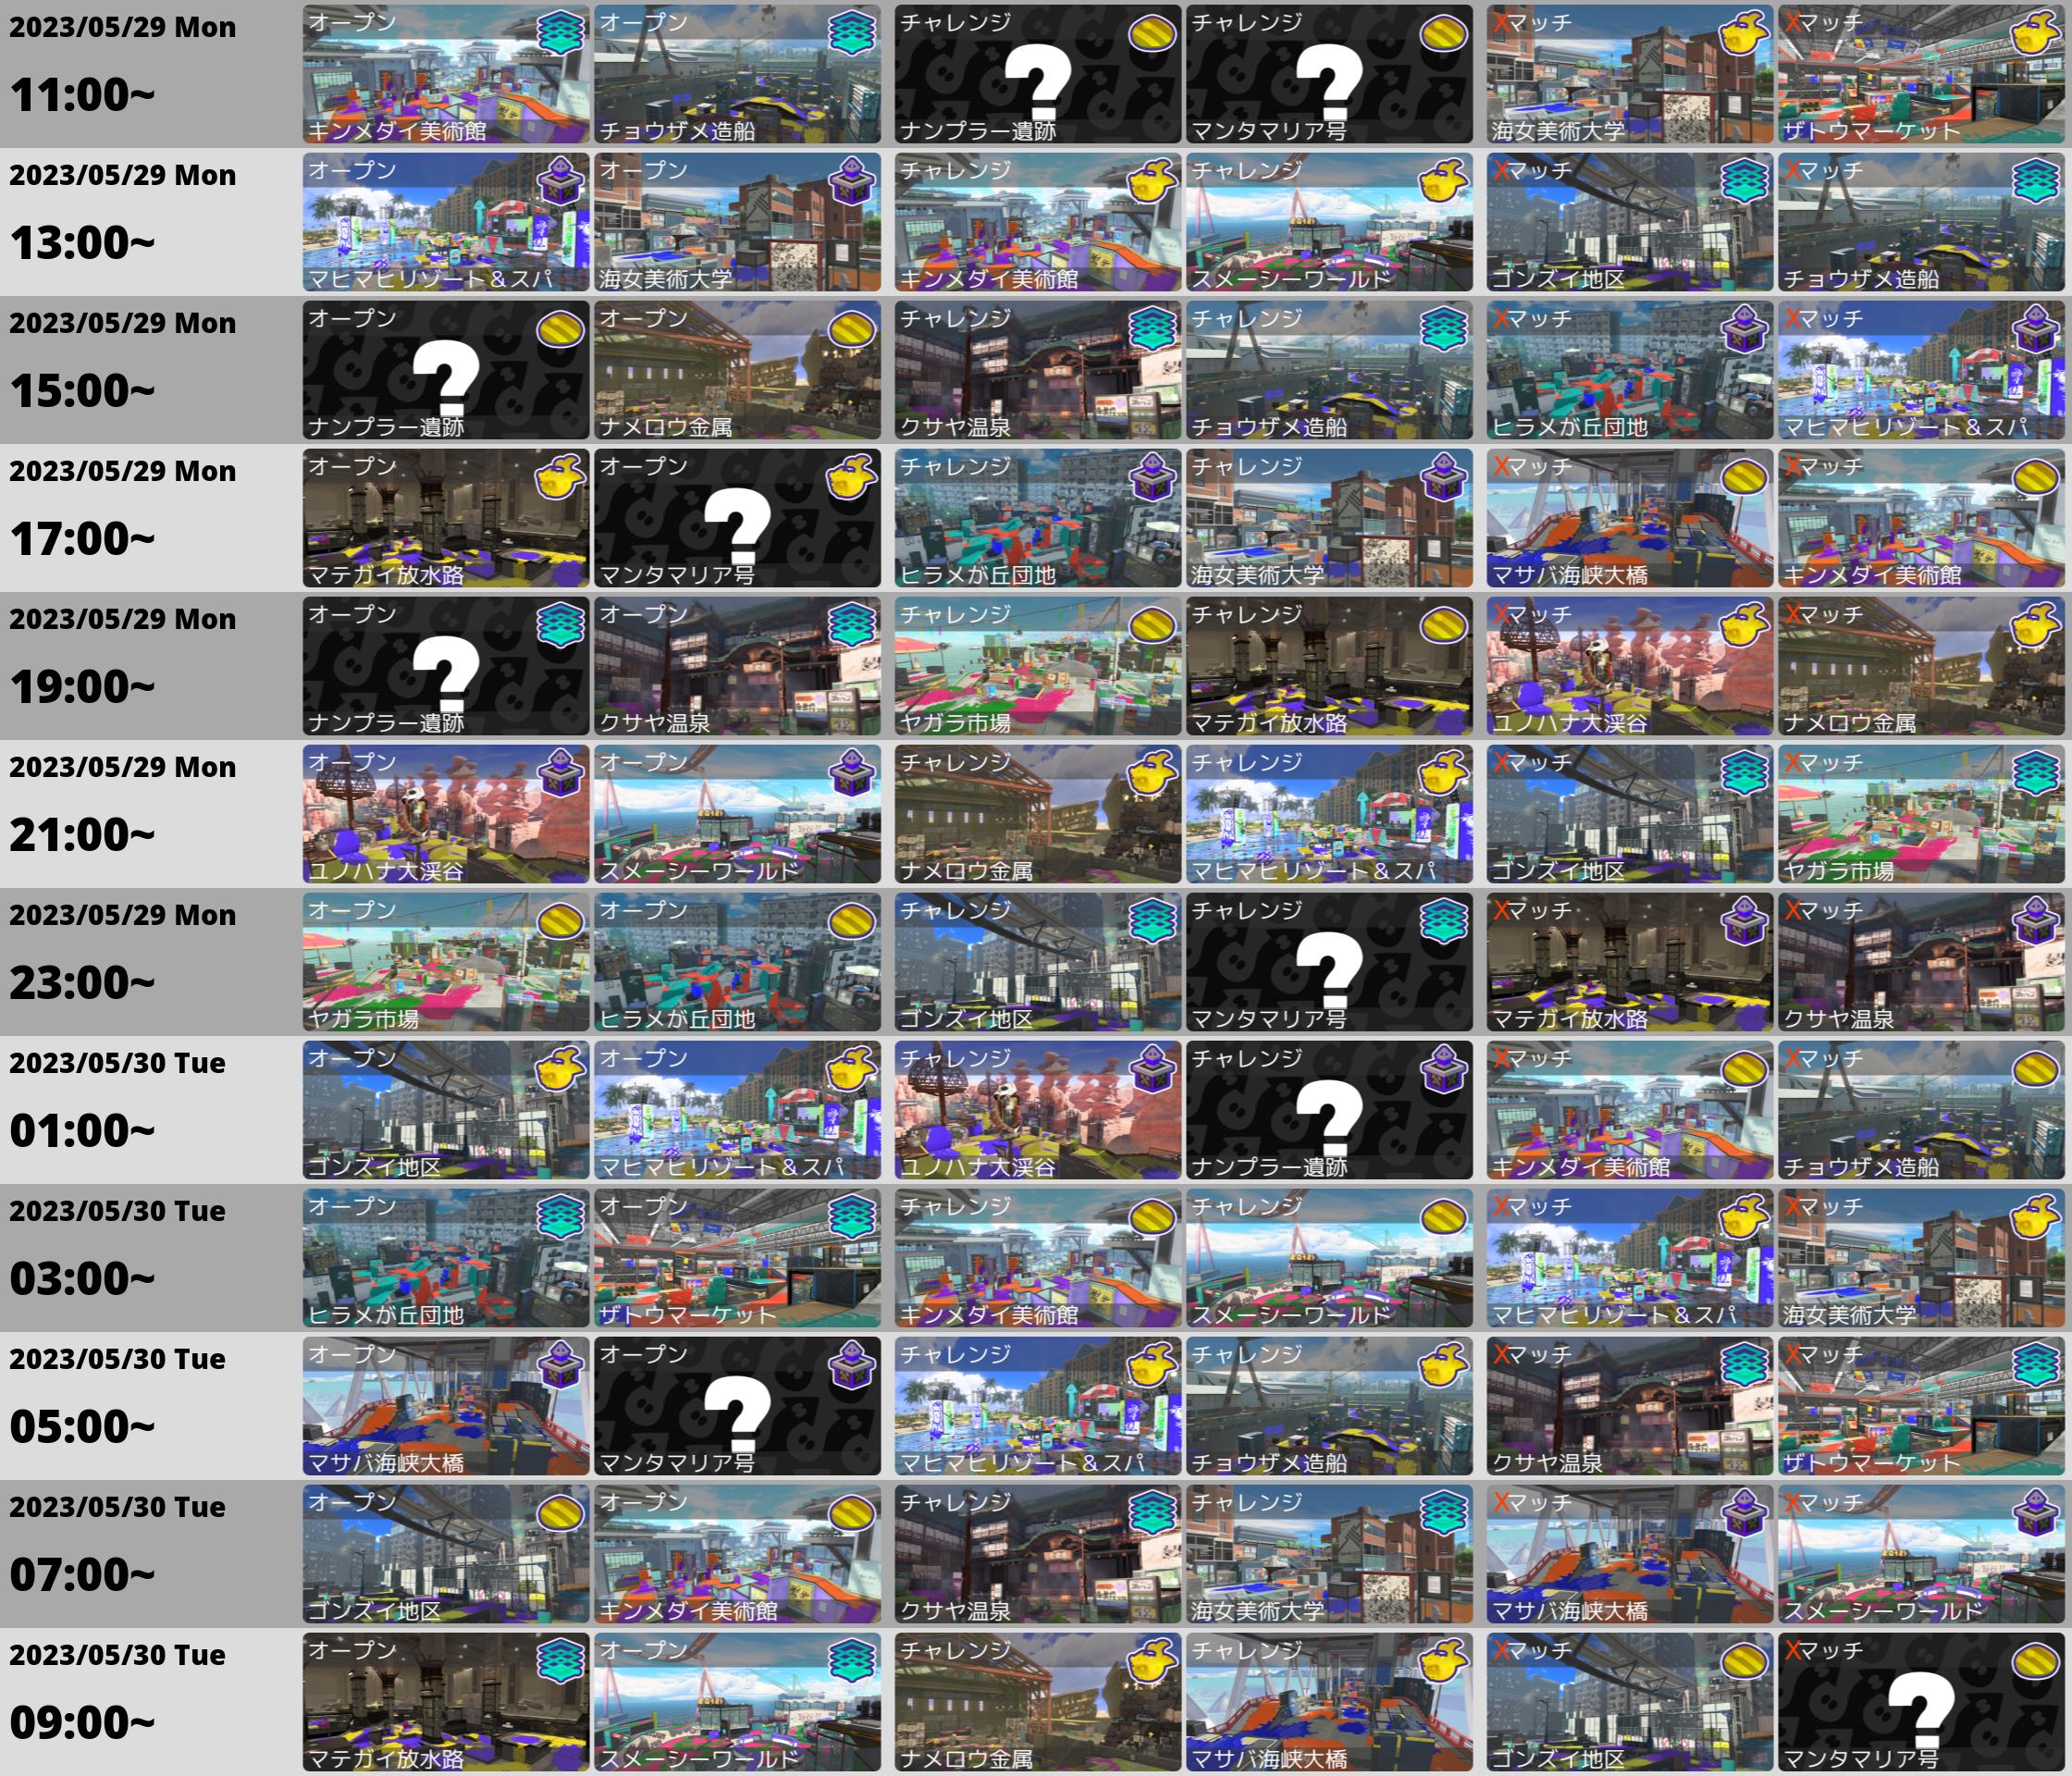 2023/05/29 Mon
11:00~
オープン
キンメダイ美術館
オープン
チョウザメ造船
チャレンジ
ナンプラー遺跡
チャレンジ
マンタマリア号
Xマッチ
海女美術大学
Xマッチ
ザトウマーケット
2023/05/29 Mon
13:00~
オープン
マヒマヒリゾート&スパ
オープン
海女美術大学
チャレンジ
キンメダイ美術館
チャレンジ
スメーシーワールド
Xマッチ
ゴンズイ地区
Xマッチ
チョウザメ造船
2023/05/29 Mon
15:00~
オープン
ナンプラー遺跡
オープン
ナメロウ金属
チャレンジ
クサヤ温泉
チャレンジ
チョウザメ造船
Xマッチ
ヒラメが丘団地
Xマッチ
マヒマヒリゾート&スパ
2023/05/29 Mon
17:00~
オープン
マテガイ放水路
オープン
マンタマリア号
チャレンジ
ヒラメが丘団地
チャレンジ
海女美術大学
Xマッチ
マサバ海峡大橋
Xマッチ
キンメダイ美術館
2023/05/29 Mon
19:00~
オープン
ナンプラー遺跡
オープン
クサヤ温泉
チャレンジ
ヤガラ市場
チャレンジ
マテガイ放水路
Xマッチ
ユノハナ大渓谷
Xマッチ
ナメロウ金属
2023/05/29 Mon
21:00~
オープン
ユノハナ大渓谷
オープン
スメーシーワールド
チャレンジ
ナメロウ金属
チャレンジ
マヒマヒリゾート&スパ
Xマッチ
ゴンズイ地区
Xマッチ
ヤガラ市場
2023/05/29 Mon
23:00~
オープン
ヤガラ市場
オープン
ヒラメが丘団地
チャレンジ
ゴンズイ地区
チャレンジ
マンタマリア号
Xマッチ
マテガイ放水路
Xマッチ
クサヤ温泉
2023/05/30 Tue
01:00~
オープン
ゴンズイ地区
オープン
マヒマヒリゾート&スパ
チャレンジ
ユノハナ大渓谷
チャレンジ
ナンプラー遺跡
Xマッチ
キンメダイ美術館
Xマッチ
チョウザメ造船
2023/05/30 Tue
03:00~
オープン
ヒラメが丘団地
オープン
ザトウマーケット
チャレンジ
キンメダイ美術館
チャレンジ
スメーシーワールド
Xマッチ
マヒマヒリゾート&スパ
Xマッチ
海女美術大学
2023/05/30 Tue
05:00~
オープン
マサバ海峡大橋
オープン
マンタマリア号
チャレンジ
マヒマヒリゾート&スパ
チャレンジ
チョウザメ造船
Xマッチ
クサヤ温泉
Xマッチ
ザトウマーケット
2023/05/30 Tue
07:00~
オープン
ゴンズイ地区
オープン
キンメダイ美術館
チャレンジ
クサヤ温泉
チャレンジ
海女美術大学
Xマッチ
マサバ海峡大橋
Xマッチ
スメーシーワールド
2023/05/30 Tue
09:00~
オープン
マテガイ放水路
オープン
スメーシーワールド
チャレンジ
ナメロウ金属
チャレンジ
マサバ海峡大橋
Xマッチ
ゴンズイ地区
Xマッチ
マンタマリア号